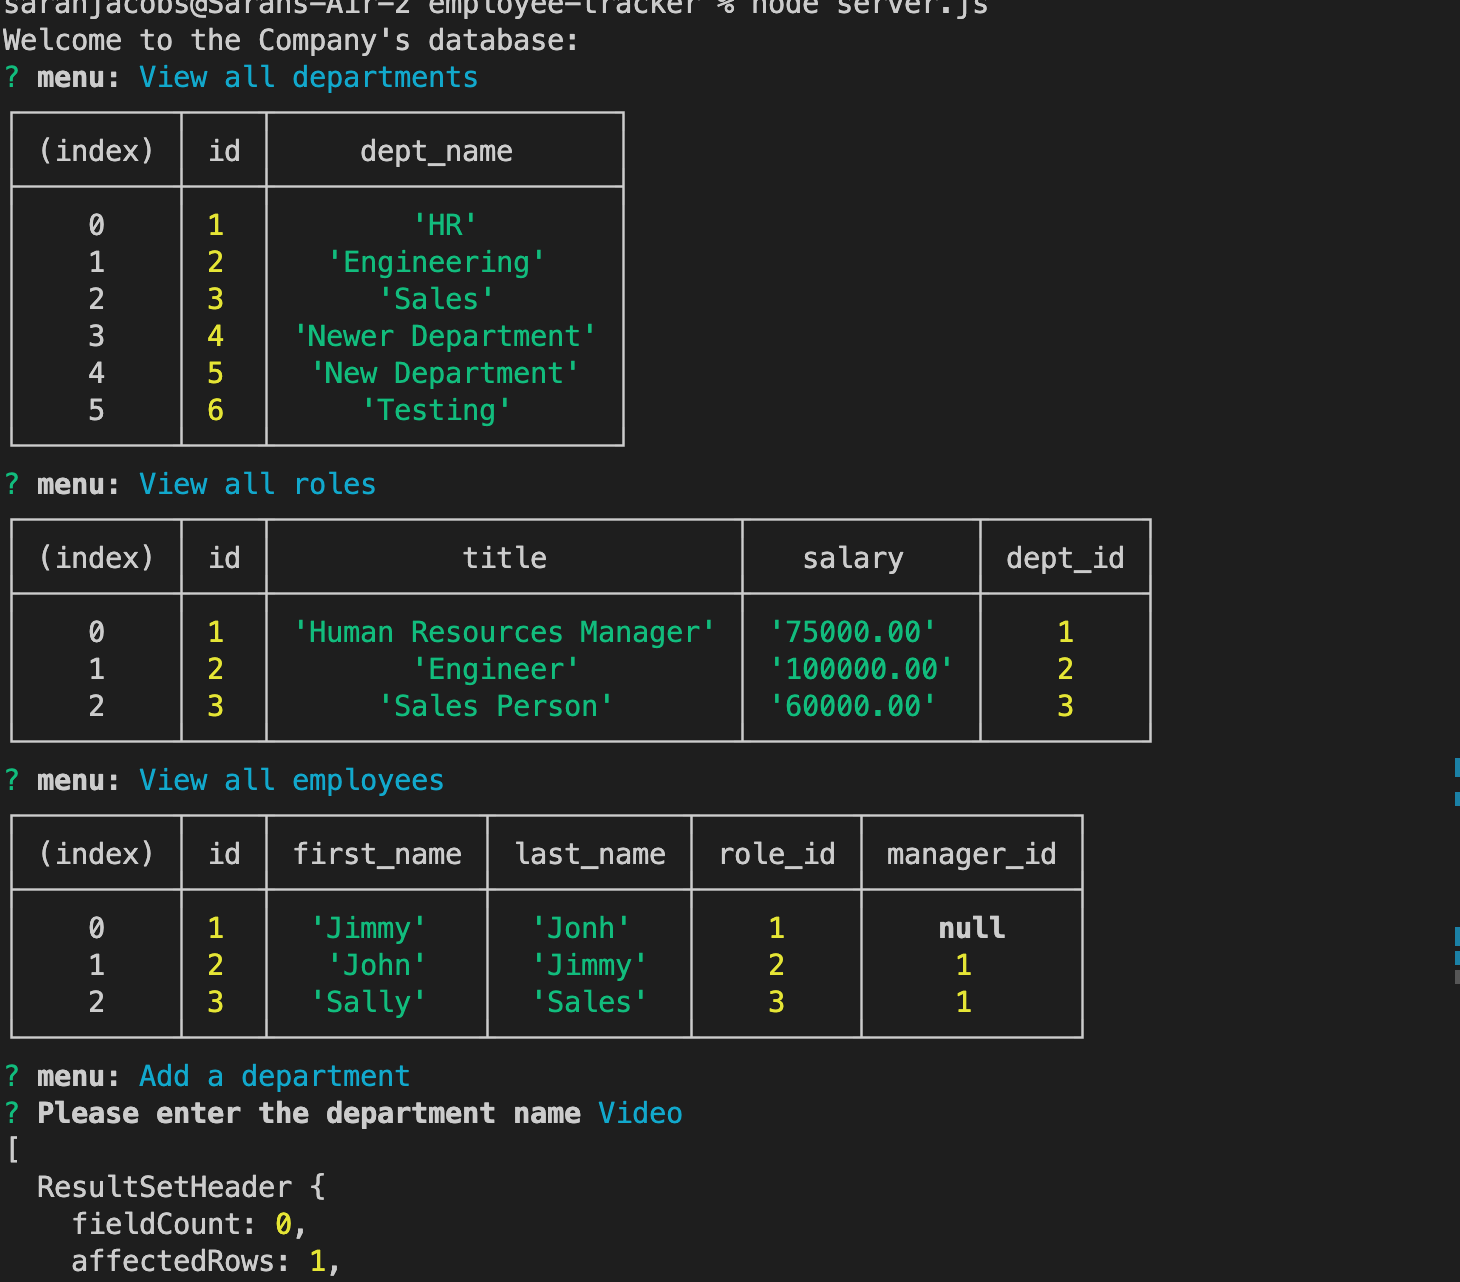 saranjacobs@Sarahs-Air-2 employee-tracker % node server.js
Welcome to the Company's database:
? menu: View all departments
(index) id dept_name
0 1 'HR'
1 2 'Engineering'
2 3 'Sales'
3 4 'Newer Department'
4 5 'New Department'
5 6 'Testing'
? menu: View all roles
(index) id title salary dept_id
0 1 'Human Resources Manager' '75000.00' 1
1 2 'Engineer' '100000.00' 2
2 3 'Sales Person' '60000.00' 3
? menu: View all employees
(index) id first_name last_name role_id manager_id
0 1 'Jimmy' 'Jonh' 1 null
1 2 'John' 'Jimmy' 2 1
2 3 'Sally' 'Sales' 3 1
? menu: Add a department
? Please enter the department name Video
[
ResultSetHeader {
fieldCount: 0,
affectedRows: 1,